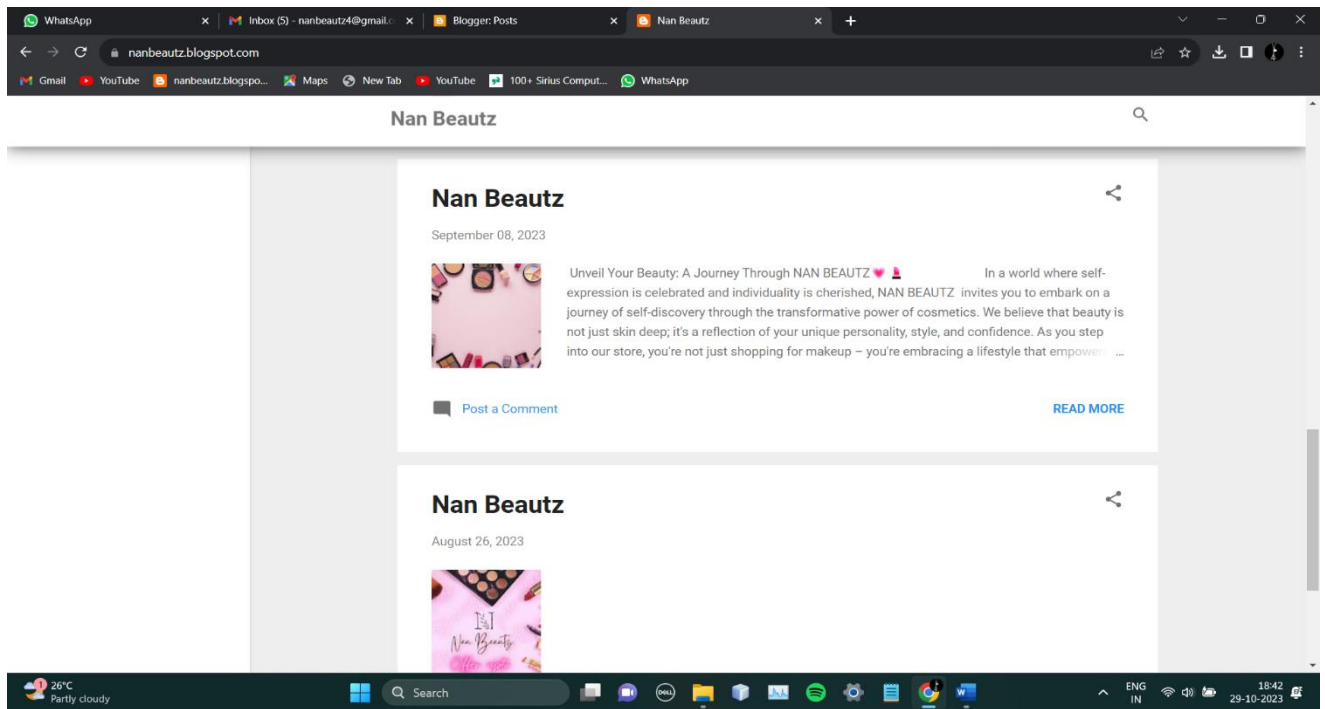 WhatsApp
Inbox (5) - nanbeautz4@gmail.c
Blogger: Posts
Nan Beautz
nanbeautz.blogspot.com
Gmail
YouTube
nanbeautz.blogspo...
Maps
New Tab
YouTube
100+ Sirius Comput...
WhatsApp
Nan Beautz
Nan Beautz
September 08, 2023
Unveil Your Beauty: A Journey Through NAN BEAUTZ 💗 💄 In a world where self-
expression is celebrated and individuality is cherished, NAN BEAUTZ invites you to embark on a
journey of self-discovery through the transformative power of cosmetics. We believe that beauty is
not just skin deep; it's a reflection of your unique personality, style, and confidence. As you step
into our store, you're not just shopping for makeup – you're embracing a lifestyle that empowers ...
Post a Comment
READ MORE
Nan Beautz
August 26, 2023
N
Nan Beautz
1
26°C
Partly cloudy
Search
DELL
ENG
IN
18:42
29-10-2023